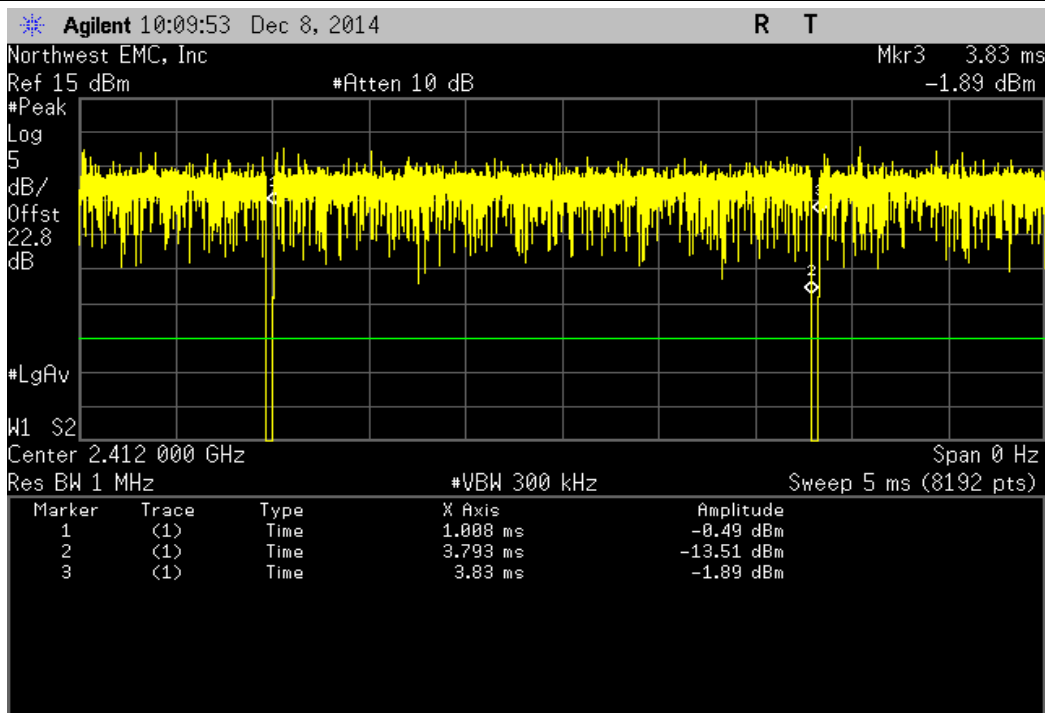 Agilent 10:09:53 Dec 8, 2014 R T
Northwest EMC, Inc Mkr3 3.83 ms
Ref 15 dBm #Atten 10 dB -1.89 dBm
#Peak
Log
5
dB/
Offst
22.8
dB
1
3
2
#LgAv
W1 S2
Center 2.412 000 GHz Span 0 Hz
Res BW 1 MHz #VBW 300 kHz Sweep 5 ms (8192 pts)
Marker Trace Type X Axis Amplitude
1 (1) Time 1.008 ms -0.49 dBm
2 (1) Time 3.793 ms -13.51 dBm
3 (1) Time 3.83 ms -1.89 dBm